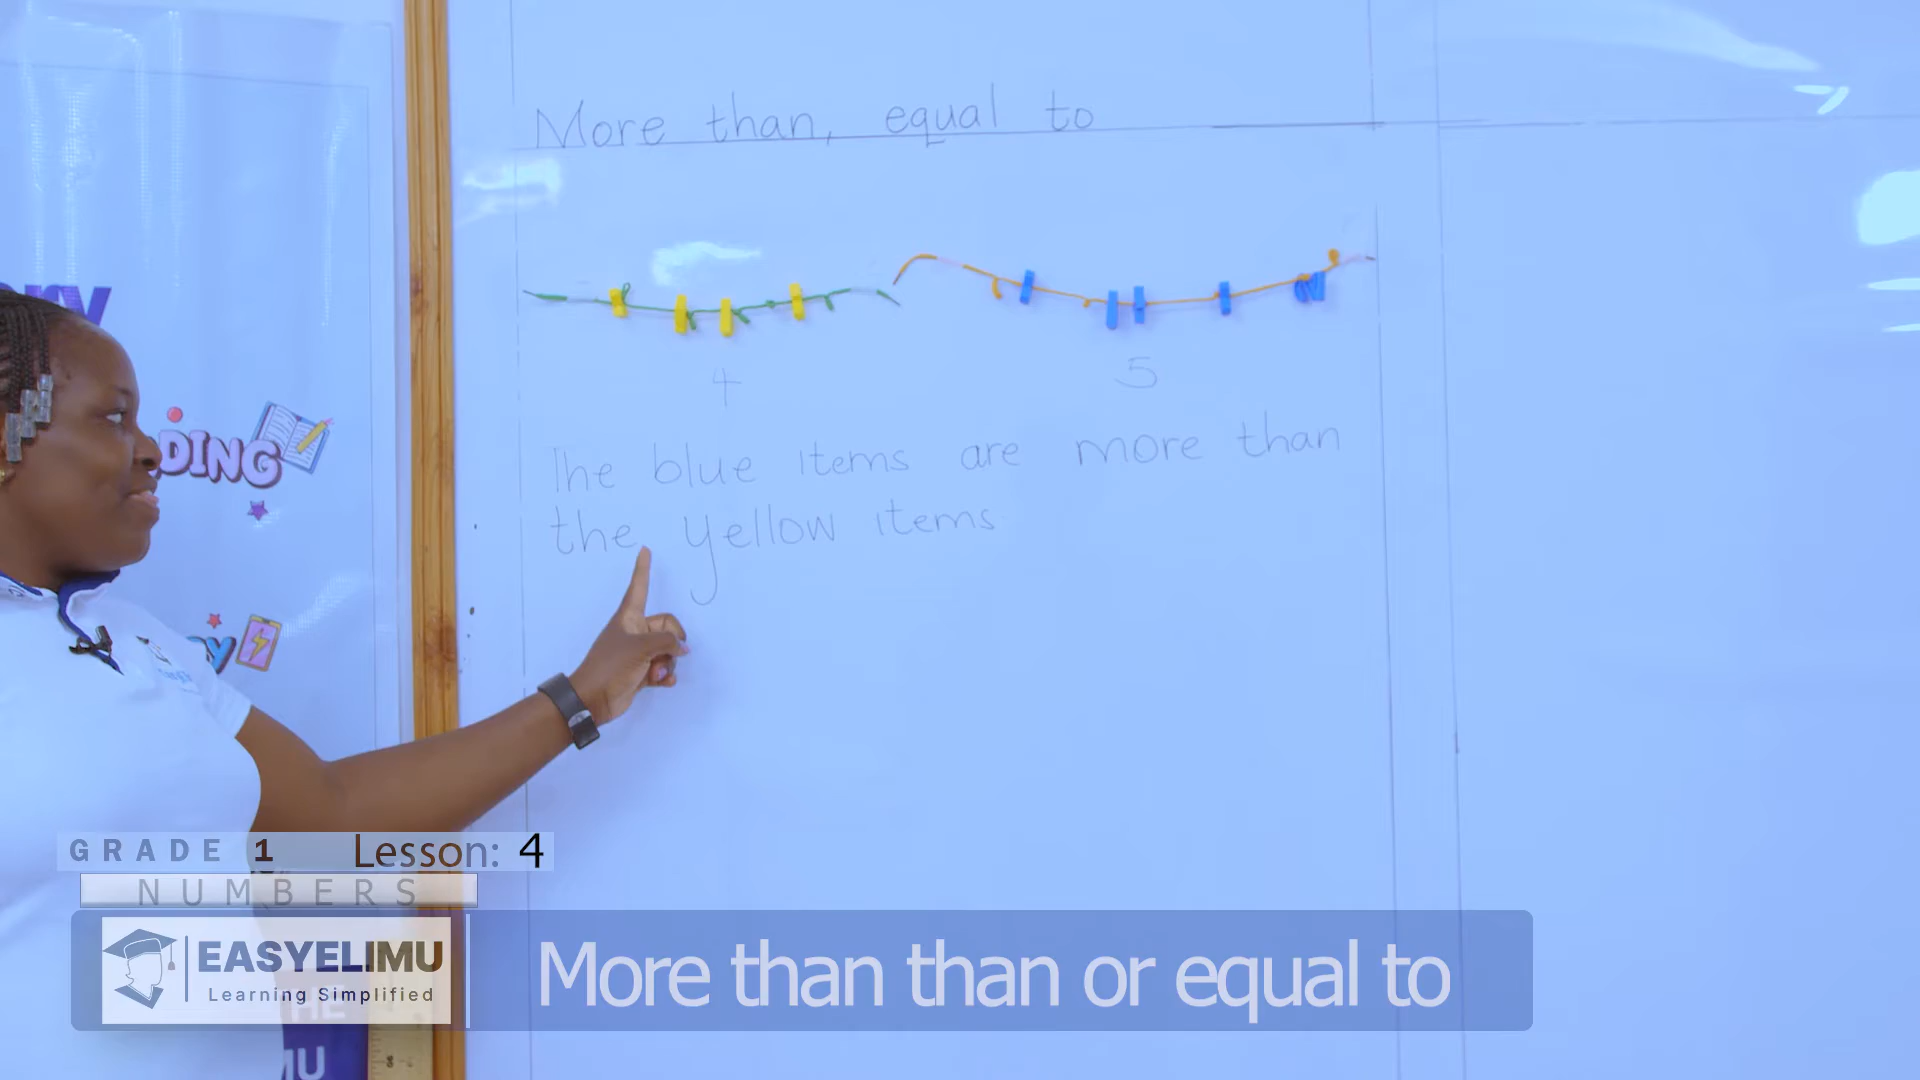 More than, equal to
4
5
The blue items are more than
the yellow items
DING
GRADE 1 Lesson: 4
NUMBERS
EASYELIMU
Learning Simplified
More than than or equal to